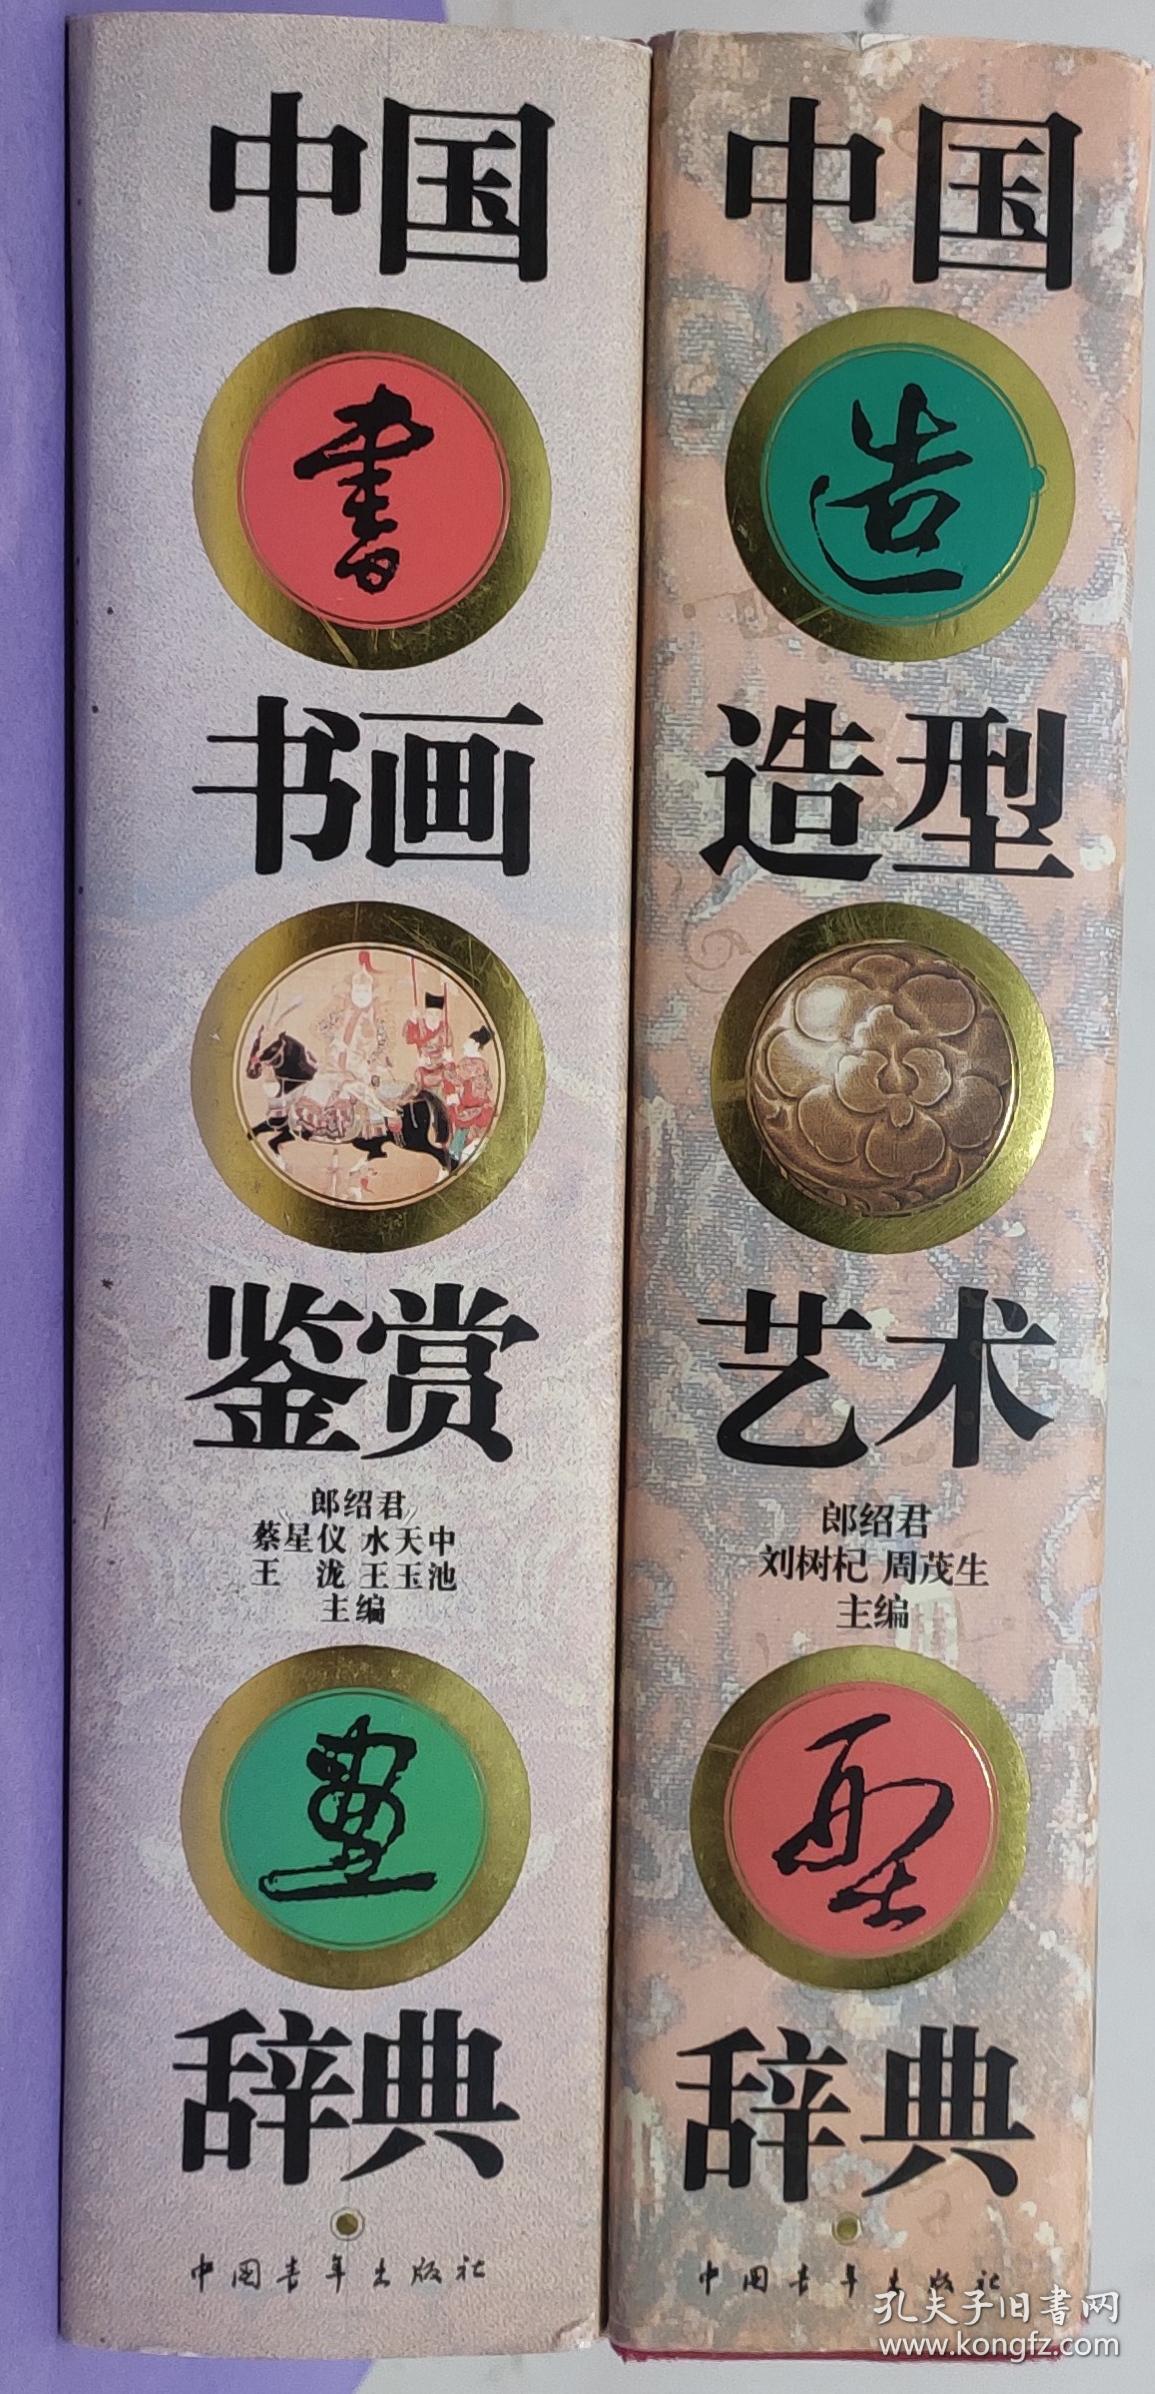 中国
書
书画
鉴赏
郎绍君
蔡星仪 水天中
王 泷 王玉池
主编
畫
辞典
中国青年出版社
中国
造
造型
艺术
郎绍君
刘树杞 周茂生
主编
型
辞典
中国青年出版社
孔夫子旧書网
www.kongfz.com